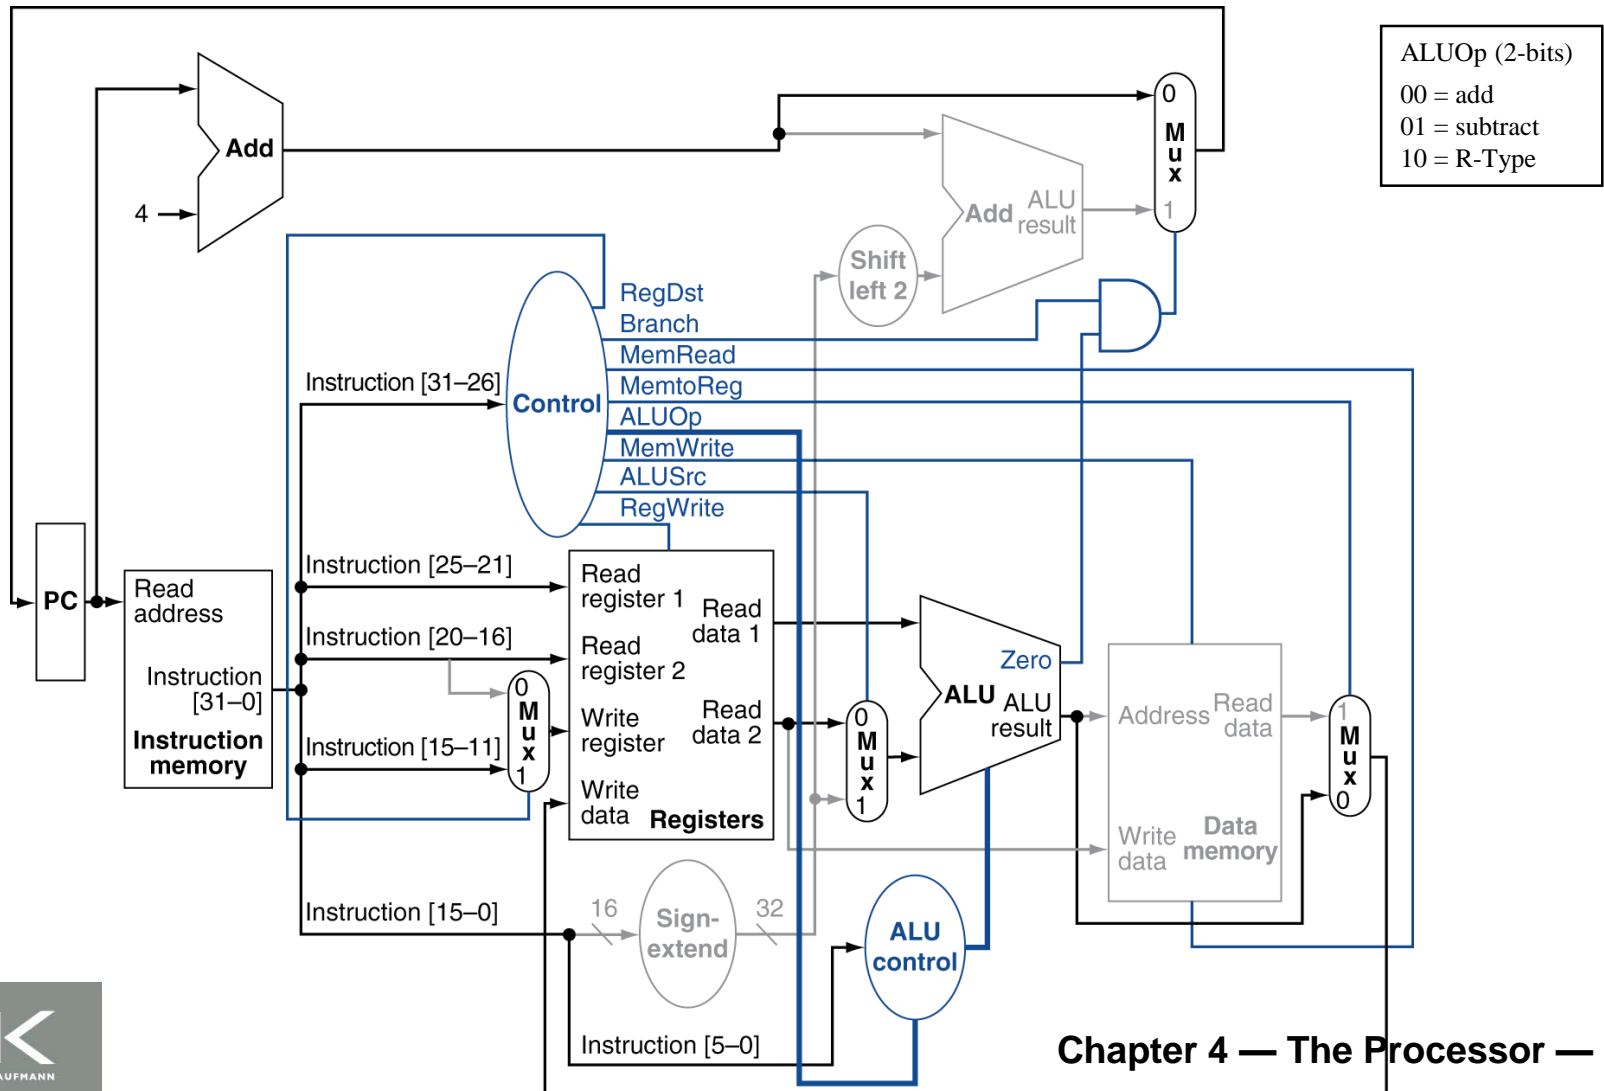 ALUOp (2-bits)
00 = add
01 = subtract
10 = R-Type
0
Mux
1
Add
4
Add
ALU
result
Shift
left 2
RegDst
Branch
MemRead
MemtoReg
ALUOp
MemWrite
ALUSrc
RegWrite
Instruction [31–26]
Control
Instruction [25–21]
Instruction [20–16]
Instruction [15–11]
Instruction [15–0]
Instruction [5–0]
PC
Read
address
Instruction
[31–0]
Instruction
memory
0
Mux
1
Read
register 1
Read
register 2
Write
register
Write
data
Read
data 1
Read
data 2
Registers
0
Mux
1
Zero
ALU
ALU
result
Address
Read
data
Write
data
Data
memory
1
Mux
0
16
Sign-
extend
32
ALU
control
Chapter 4 — The Processor —
AUFMANN